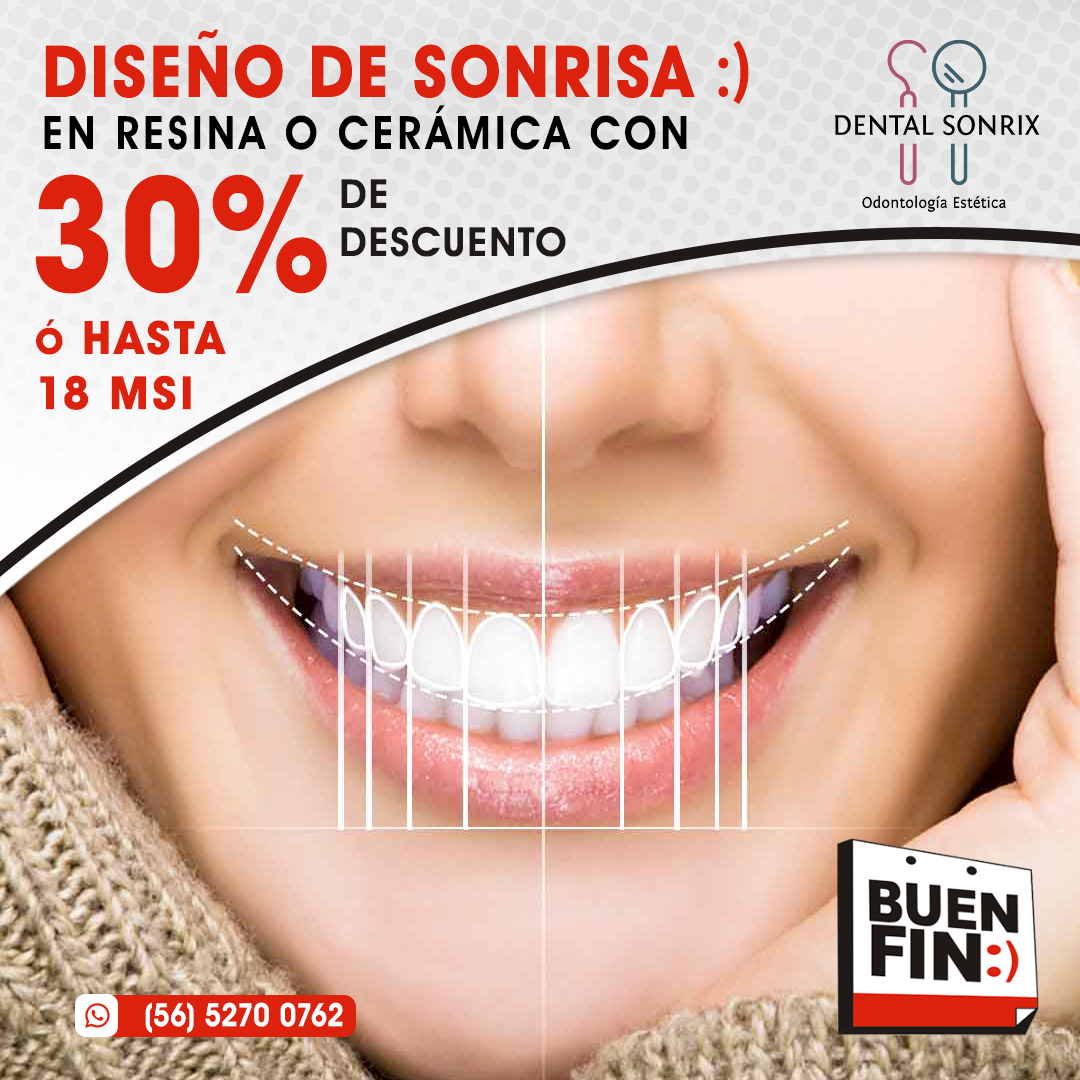 DISEÑO DE SONRISA :)
EN RESINA O CERÁMICA CON
30% DE
DESCUENTO
ó HASTA
18 MSI
DENTAL SONRIX
Odontología Estética
BUEN
FIN:)
(56) 5270 0762